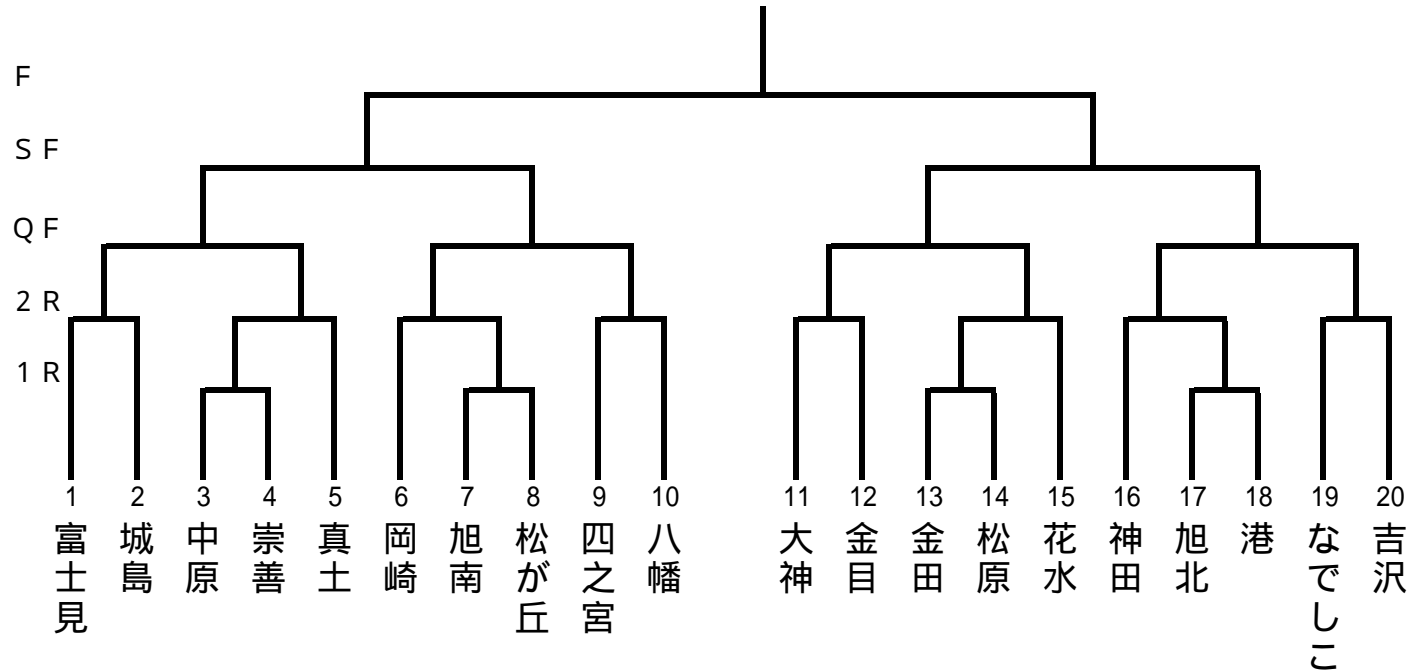 F
S F
Q F
2 R
1 R
1 2 3 4 5 6 7 8 9 10 11 12 13 14 15 16 17 18 19 20
富士見
城島
中原
崇善
真土
岡崎
旭南
松が丘
四之宮
八幡
大神
金目
金田
松原
花水
神田
旭北
港
なでしこ
吉沢